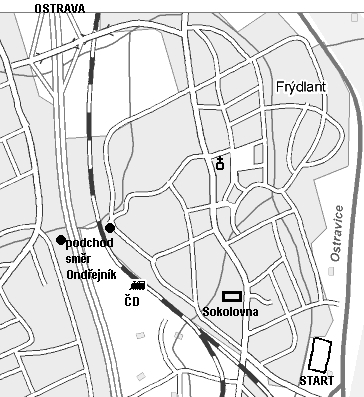 OSTRAVA
Frýdlant
Ostravice
podchod
směr
Ondřejník
ČD
Sokolovna
START